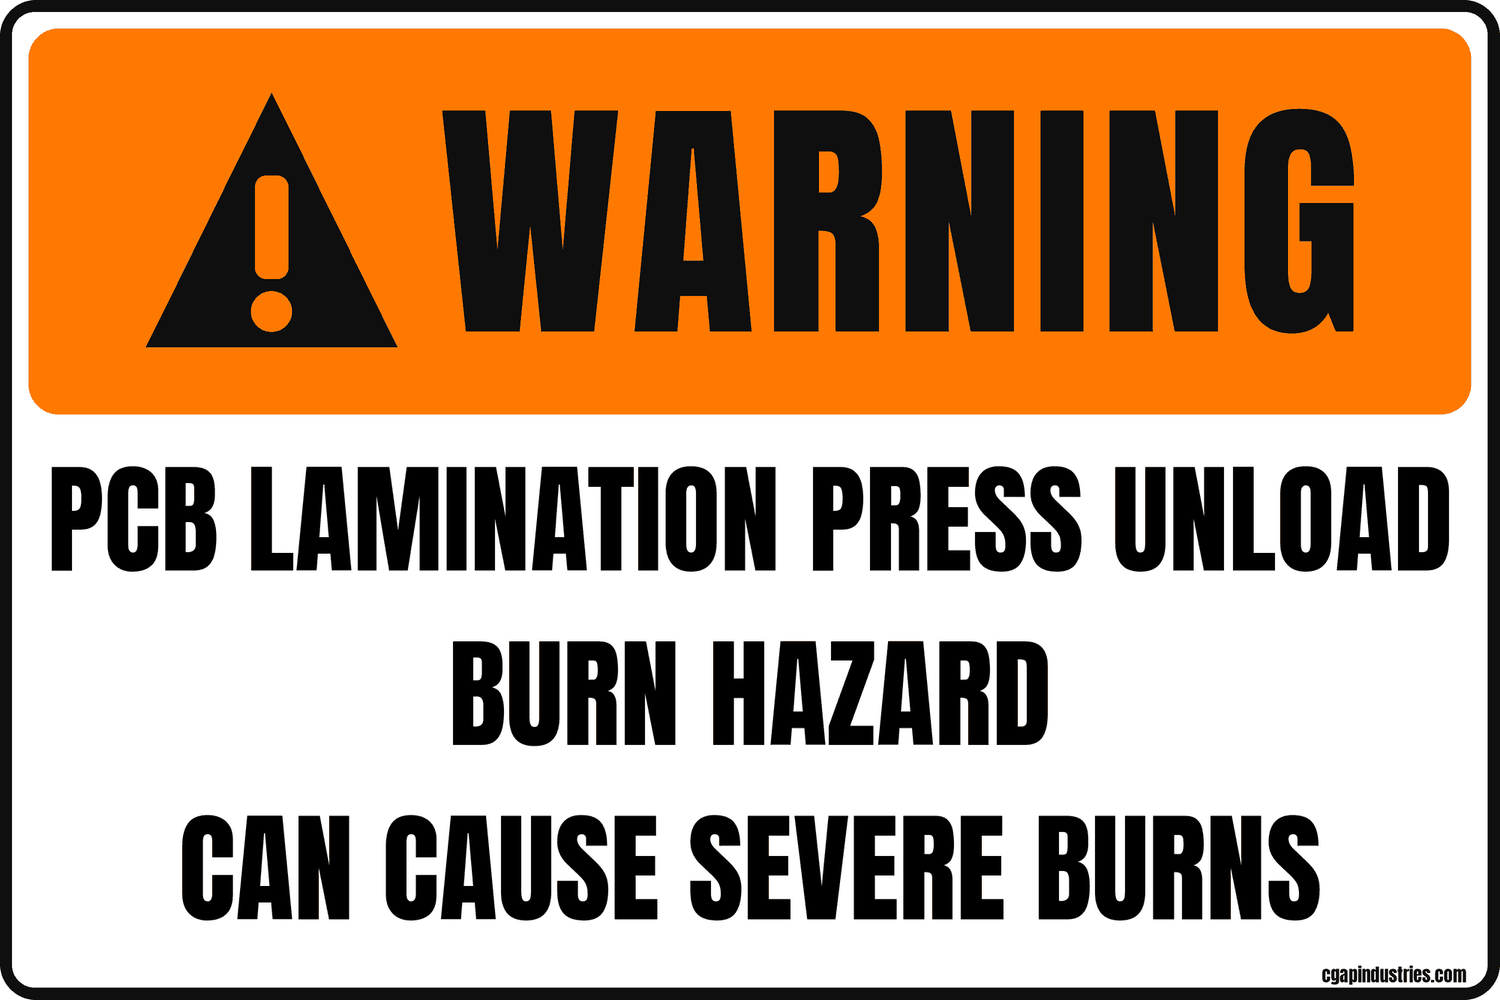 WARNING
PCB LAMINATION PRESS UNLOAD
BURN HAZARD
CAN CAUSE SEVERE BURNS
cgapindustries.com